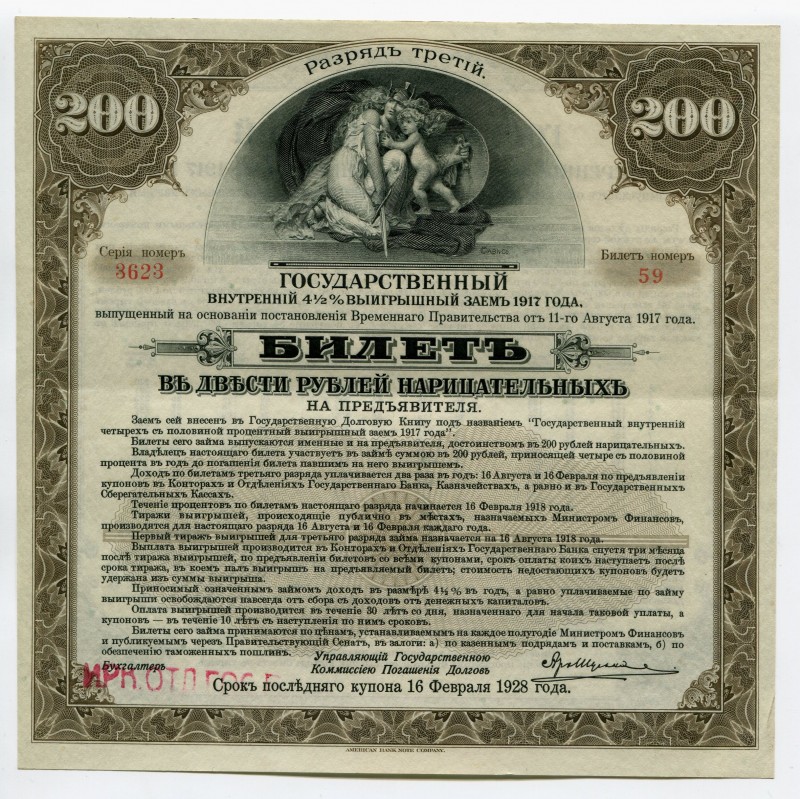 Разрядъ третій.
200 200
Серія номеръ
3623
Билетъ номеръ
59
ГОСУДАРСТВЕННЫЙ
ВНУТРЕННІЙ 4½% ВЫИГРЫШНЫЙ ЗАЕМЪ 1917 ГОДА,
выпущенный на основаніи постановленія Временнаго Правительства отъ 11-го Августа 1917 года.
БИЛЕТЪ
ВЪ ДВѢСТИ РУБЛЕЙ НАРИЦАТЕЛЬНЫХЪ
НА ПРЕДЪЯВИТЕЛЯ.
Заемъ сей внесенъ въ Государственную Долговую Книгу подъ названіемъ "Государственный внутренній
четырехъ съ половиной процентный выигрышный заемъ 1917 года".
Билеты сего займа выпускаются именные и на предъявителя, достоинствомъ въ 200 рублей нарицательныхъ.
Владѣлецъ настоящаго билета участвуетъ въ займѣ суммою въ 200 рублей, приносящей четыре съ половиной
процента въ годъ до погашенія билета павшимъ на него выигрышемъ.
Доходъ по билетамъ третьяго разряда уплачивается два раза въ годъ: 16 Августа и 16 Февраля по предъявленіи
купоновъ въ Конторахъ и Отдѣленіяхъ Государственнаго Банка, Казначействахъ, а равно и въ Государственныхъ
Сберегательныхъ Кассахъ.
Теченіе процентовъ по билетамъ настоящаго разряда начинается 16 Февраля 1918 года.
Тиражи выигрышей, происходящіе публично въ мѣстахъ, назначаемыхъ Министромъ Финансовъ,
производятся для настоящаго разряда 16 Августа и 16 Февраля каждаго года.
Первый тиражъ выигрышей для третьяго разряда займа назначается на 16 Августа 1918 года.
Выплата выигрышей производится въ Конторахъ и Отдѣленіяхъ Государственнаго Банка спустя три мѣсяца
послѣ тиража выигрышей, по предъявленіи билетовъ со всѣми купонами, срокъ оплаты коихъ наступаетъ послѣ
срока тиража, въ коемъ палъ выигрышъ на предъявляемый билетъ; стоимость недостающихъ купоновъ будетъ
удержана изъ суммы выигрыша.
Приносимый означеннымъ займомъ доходъ въ размѣрѣ 4½% въ годъ, а равно уплачиваемые по займу
выигрыши освобождаются навсегда отъ сбора съ доходовъ отъ денежныхъ капиталовъ.
Оплата выигрышей производится въ теченіе 30 лѣтъ со дня, назначеннаго для начала таковой уплаты, а
купоновъ — въ теченіе 10 лѣтъ съ наступленія по нимъ сроковъ.
Билеты сего займа принимаются по цѣнамъ, устанавливаемымъ на каждое полугодіе Министромъ Финансовъ
и публикуемымъ черезъ Правительствующій Сенатъ, въ залоги: а) по казеннымъ подрядамъ и поставкамъ, б) по
обезпеченію таможенныхъ пошлинъ.
Бухгалтеръ
Управляющій Государственною
Коммиссіею Погашенія Долговъ
ИРК. ОТД. ГОС.
Срокъ послѣдняго купона 16 Февраля 1928 года.
AMERICAN BANK NOTE COMPANY.